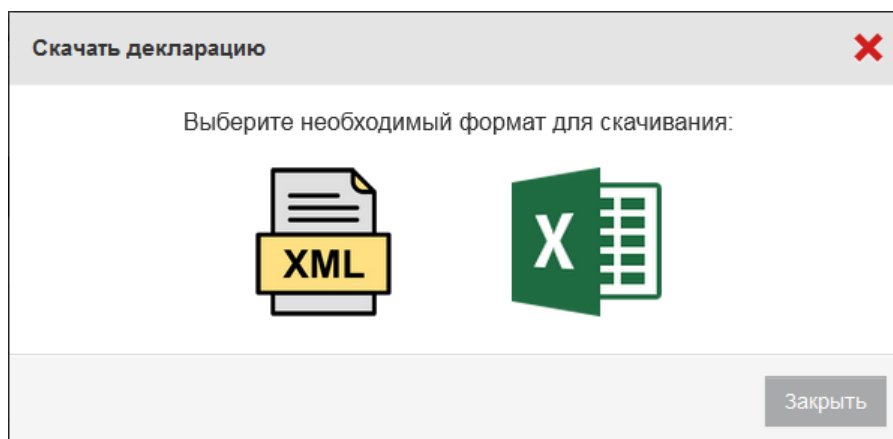 Скачать декларацию
Выберите необходимый формат для скачивания:
XML
X
Закрыть